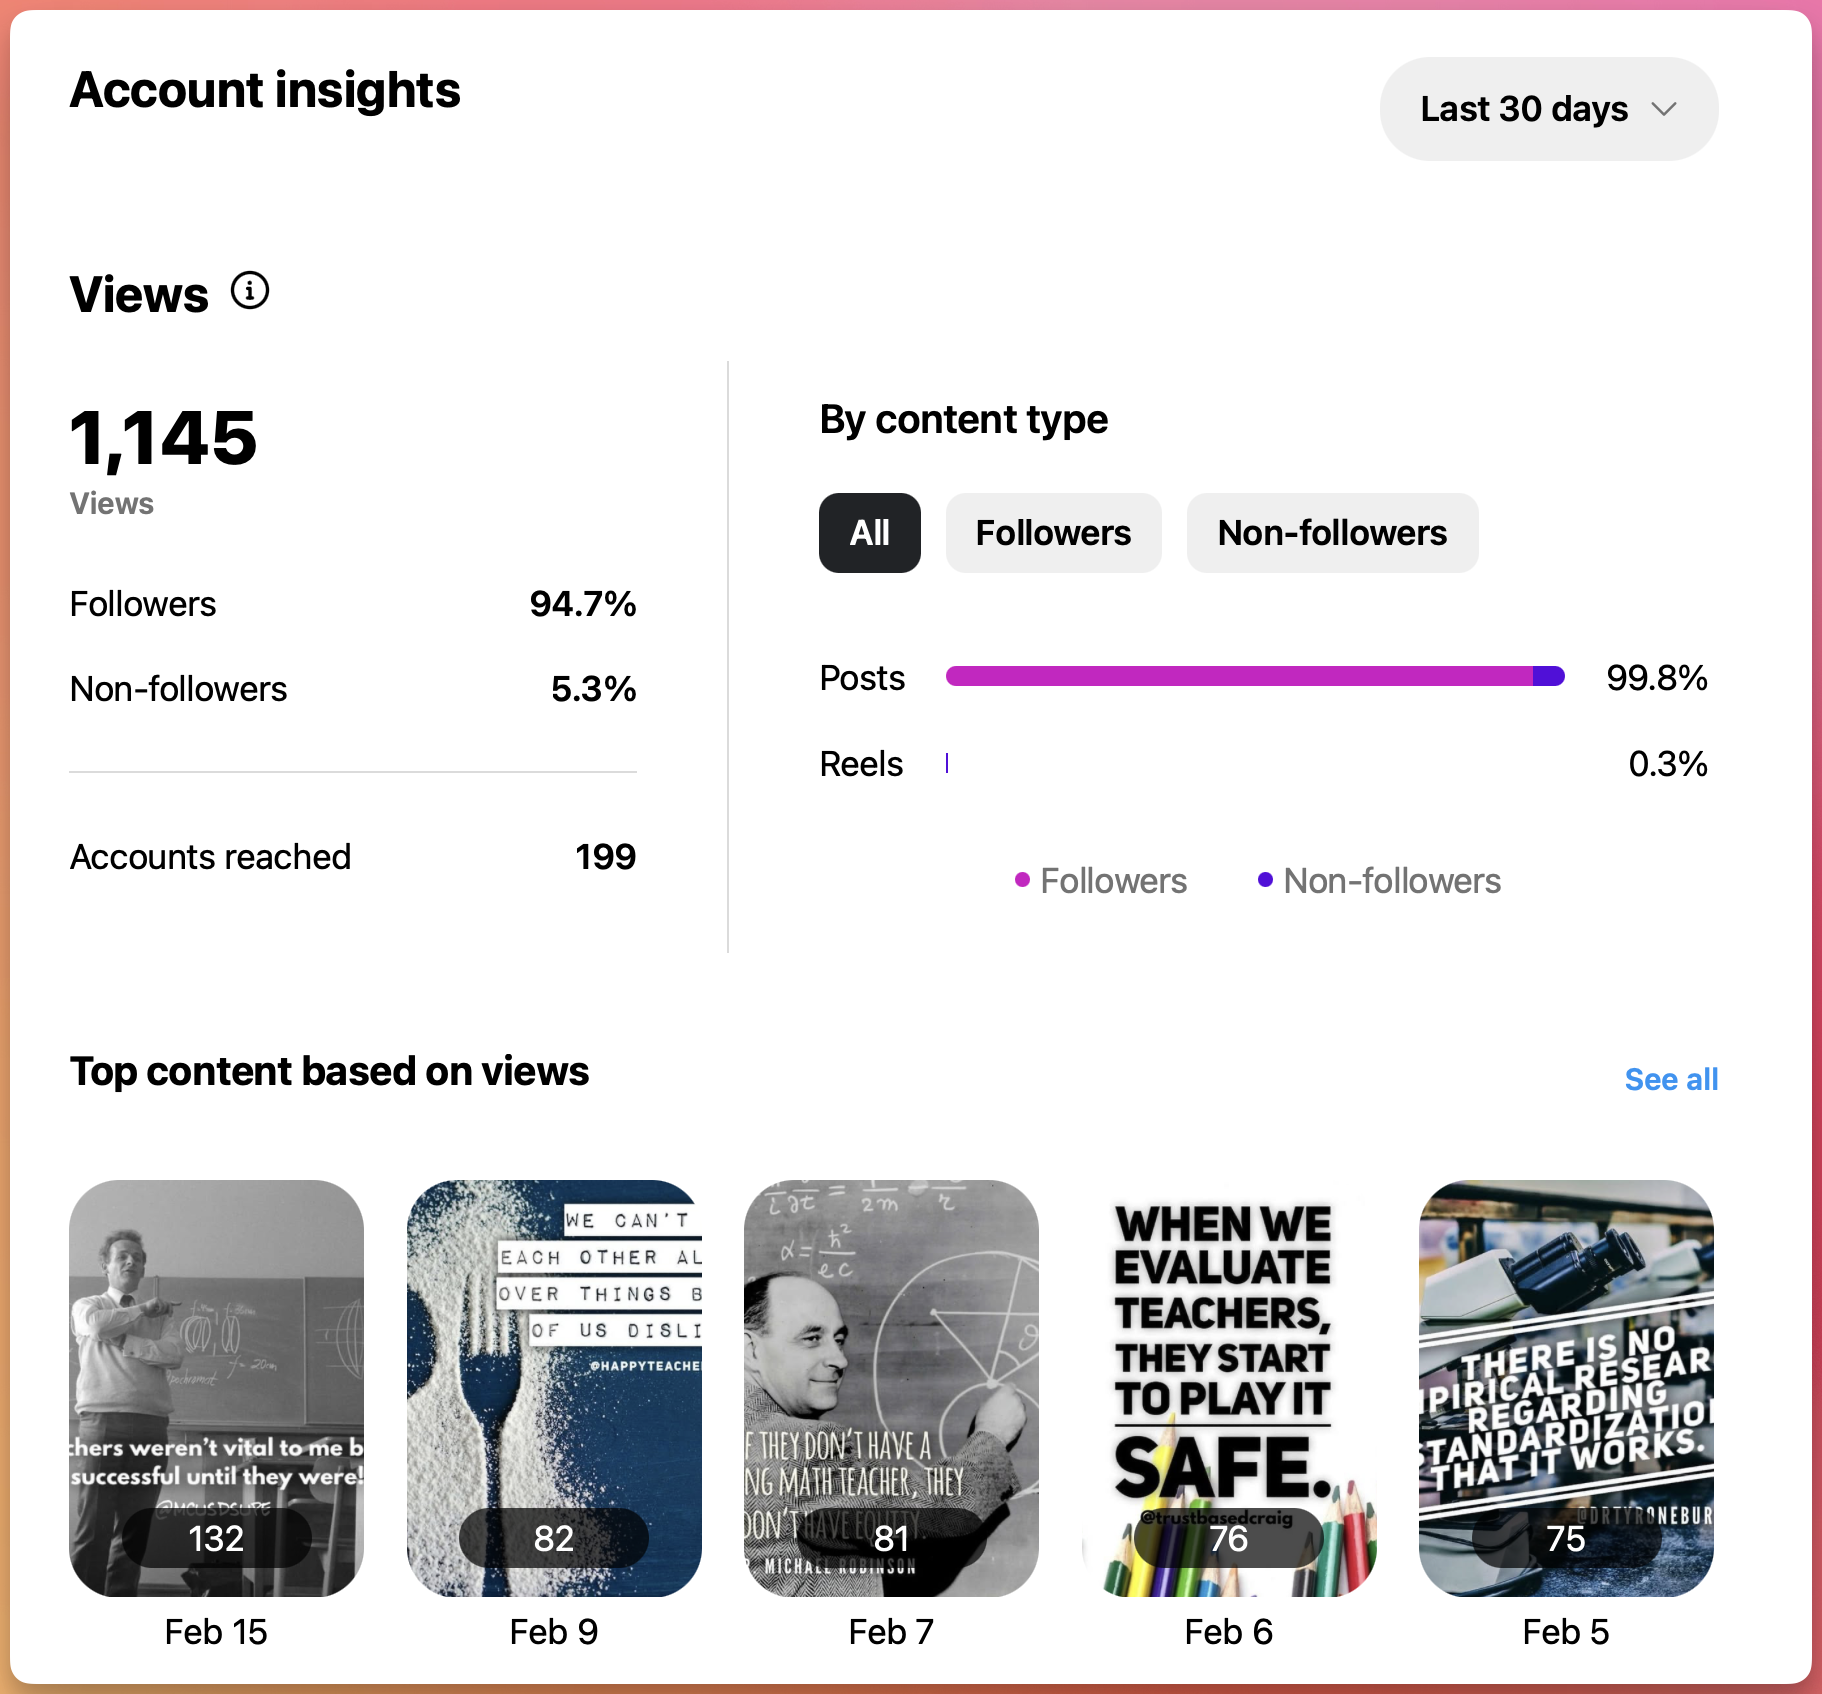 Account insights
Last 30 days
Views
1,145
Views
Followers 94.7%
Non-followers 5.3%
Accounts reached 199
By content type
All Followers Non-followers
Posts 99.8%
Reels 0.3%
Followers Non-followers
Top content based on views
See all
chers weren't vital to me b
successful until they were!
@MCUSDSUPE
132
Feb 15
WE CAN'T
EACH OTHER AL
OVER THINGS B
OF US DISLI
@HAPPYTEACHE
82
Feb 9
α = ħ²
ec
F THEY DON'T HAVE A
NG MATH TEACHER, THEY
DON'T HAVE EQUITY.
MICHAEL ROBINSON
81
Feb 7
WHEN WE
EVALUATE
TEACHERS,
THEY START
TO PLAY IT
SAFE.
@trustbasedcraig
76
Feb 6
THERE IS NO
PIRICAL RESEAR
REGARDING
STANDARDIZATIO
THAT IT WORKS.
@DRTYRONEBUR
75
Feb 5